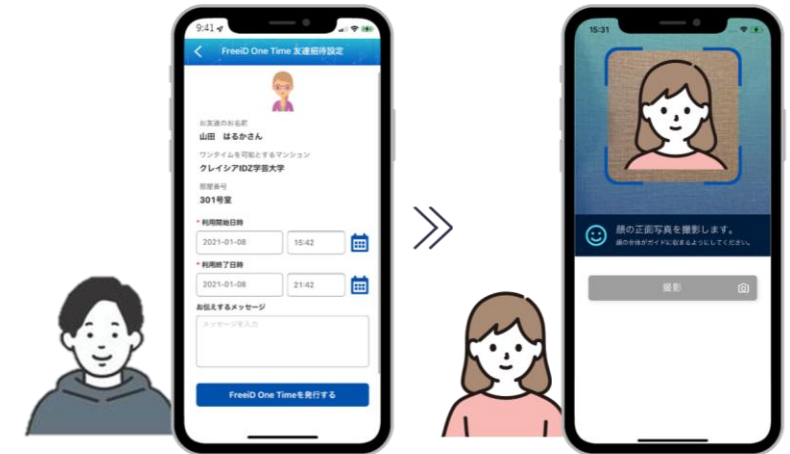 9:41
FreeiD One Time 友達招待設定
お友達のお名前
山田 はるかさん
ワンタイムを可能とするマンション
クレイシアIDZ学芸大学
部屋番号
301号室
* 利用開始日時
2021-01-08
15:42
* 利用終了日時
2021-01-08
21:42
お伝えするメッセージ
メッセージを入力
FreeiD One Timeを発行する
15:31
顔の正面写真を撮影します。
顔の全体がガイドに収まるようにしてください。
撮影